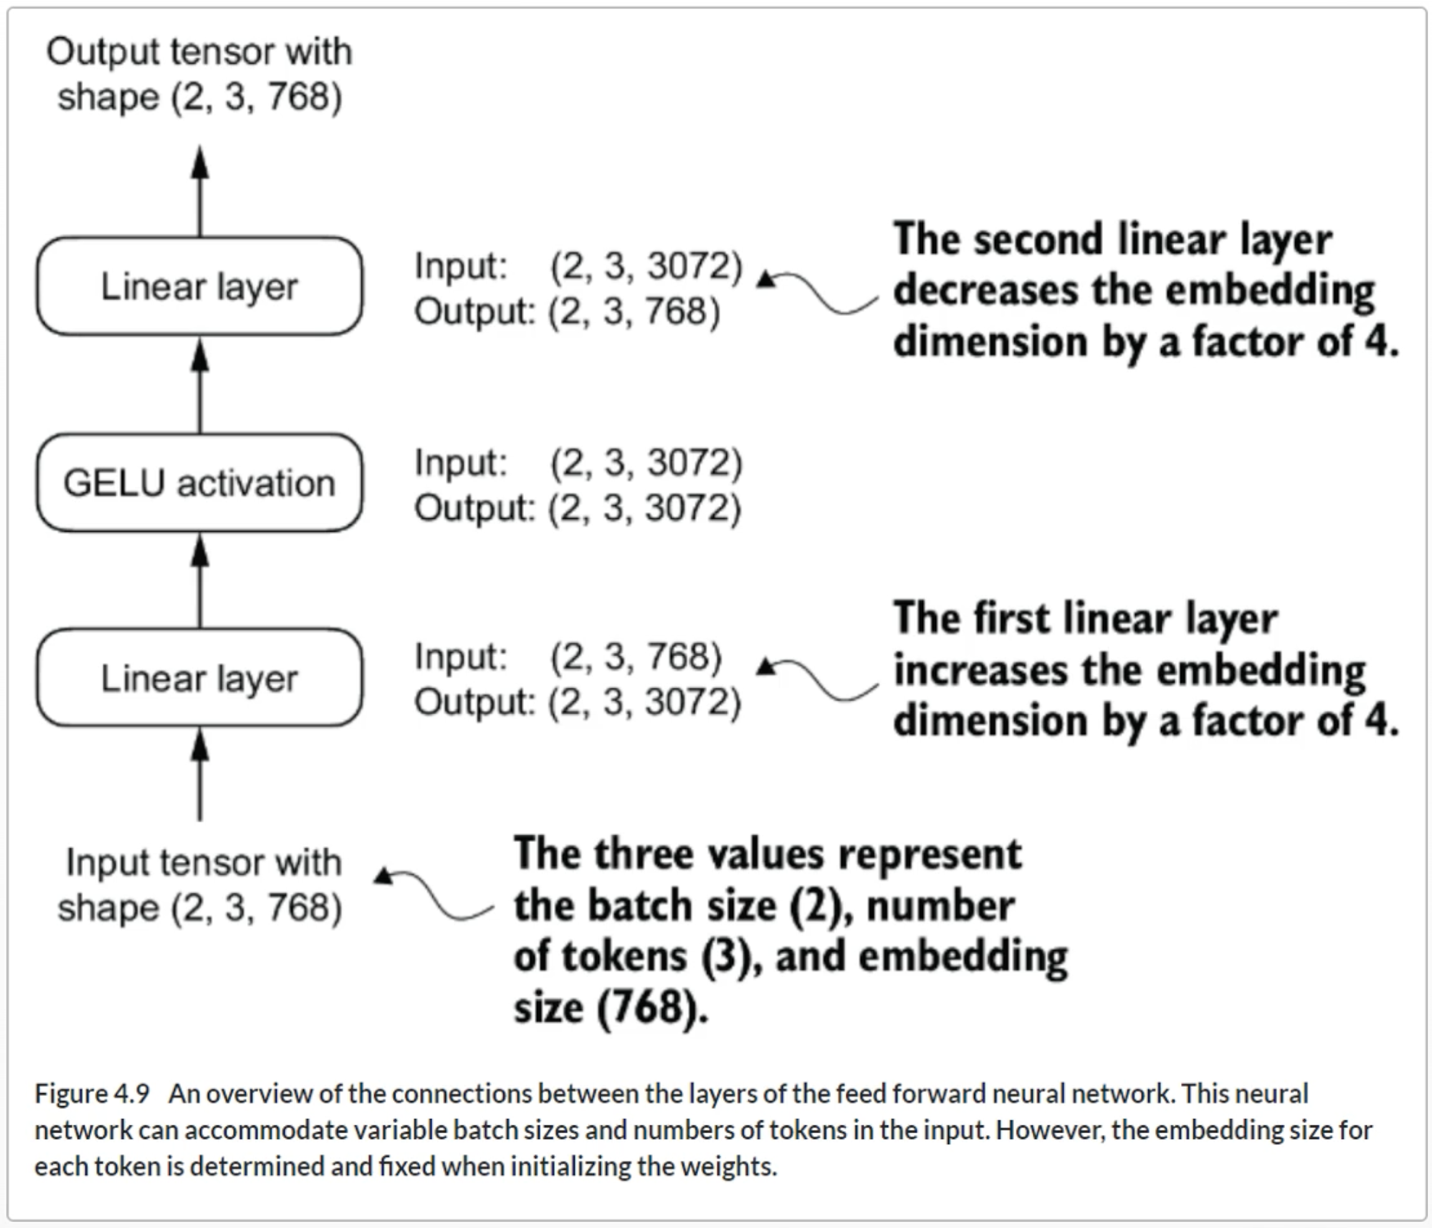 Output tensor with
shape (2, 3, 768)
Linear layer
Input: (2, 3, 3072)
Output: (2, 3, 768)
The second linear layer
decreases the embedding
dimension by a factor of 4.
GELU activation
Input: (2, 3, 3072)
Output: (2, 3, 3072)
Linear layer
Input: (2, 3, 768)
Output: (2, 3, 3072)
The first linear layer
increases the embedding
dimension by a factor of 4.
Input tensor with
shape (2, 3, 768)
The three values represent
the batch size (2), number
of tokens (3), and embedding
size (768).
Figure 4.9 An overview of the connections between the layers of the feed forward neural network. This neural
network can accommodate variable batch sizes and numbers of tokens in the input. However, the embedding size for
each token is determined and fixed when initializing the weights.